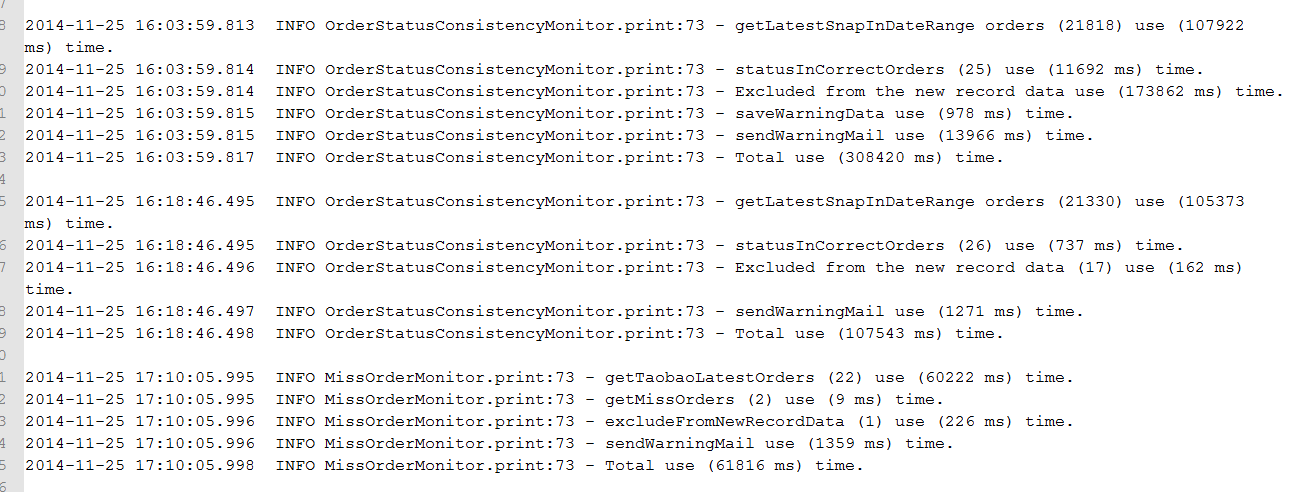 8 2014-11-25 16:03:59.813  INFO OrderStatusConsistencyMonitor.print:73 - getLatestSnapInDateRange orders (21818) use (107922
ms) time.
9 2014-11-25 16:03:59.814  INFO OrderStatusConsistencyMonitor.print:73 - statusInCorrectOrders (25) use (11692 ms) time.
0 2014-11-25 16:03:59.814  INFO OrderStatusConsistencyMonitor.print:73 - Excluded from the new record data use (173862 ms) time.
1 2014-11-25 16:03:59.815  INFO OrderStatusConsistencyMonitor.print:73 - saveWarningData use (978 ms) time.
2 2014-11-25 16:03:59.815  INFO OrderStatusConsistencyMonitor.print:73 - sendWarningMail use (13966 ms) time.
3 2014-11-25 16:03:59.817  INFO OrderStatusConsistencyMonitor.print:73 - Total use (308420 ms) time.
4
5 2014-11-25 16:18:46.495  INFO OrderStatusConsistencyMonitor.print:73 - getLatestSnapInDateRange orders (21330) use (105373
ms) time.
6 2014-11-25 16:18:46.495  INFO OrderStatusConsistencyMonitor.print:73 - statusInCorrectOrders (26) use (737 ms) time.
7 2014-11-25 16:18:46.496  INFO OrderStatusConsistencyMonitor.print:73 - Excluded from the new record data (17) use (162 ms)
time.
8 2014-11-25 16:18:46.497  INFO OrderStatusConsistencyMonitor.print:73 - sendWarningMail use (1271 ms) time.
9 2014-11-25 16:18:46.498  INFO OrderStatusConsistencyMonitor.print:73 - Total use (107543 ms) time.
0
1 2014-11-25 17:10:05.995  INFO MissOrderMonitor.print:73 - getTaobaoLatestOrders (22) use (60222 ms) time.
2 2014-11-25 17:10:05.995  INFO MissOrderMonitor.print:73 - getMissOrders (2) use (9 ms) time.
3 2014-11-25 17:10:05.996  INFO MissOrderMonitor.print:73 - excludeFromNewRecordData (1) use (226 ms) time.
4 2014-11-25 17:10:05.996  INFO MissOrderMonitor.print:73 - sendWarningMail use (1359 ms) time.
5 2014-11-25 17:10:05.998  INFO MissOrderMonitor.print:73 - Total use (61816 ms) time.
6